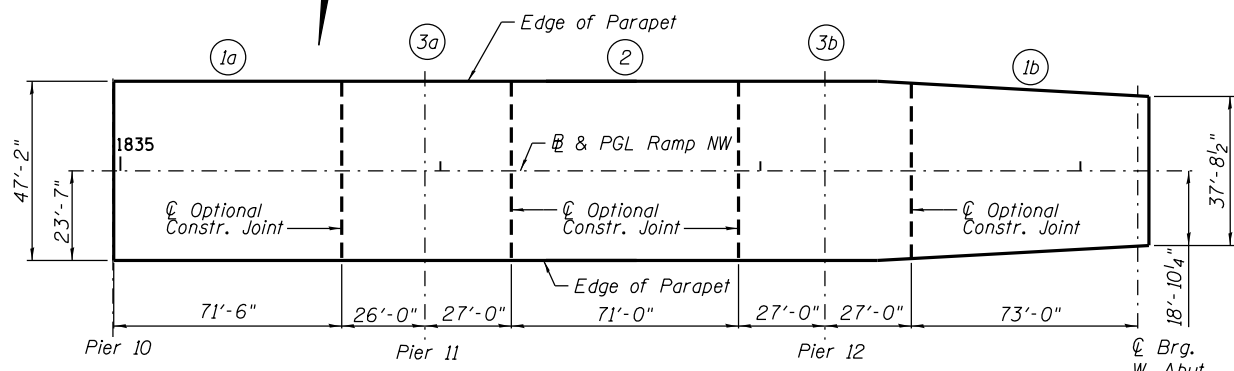 Edge of Parapet
1a
3a
2
3b
1b
1835
℄ & PGL Ramp NW
47'-2"
23'-7"
37'-8½"
18'-10¼"
℄ Optional
Constr. Joint
℄ Optional
Constr. Joint
℄ Optional
Constr. Joint
Edge of Parapet
71'-6"
26'-0"
27'-0"
71'-0"
27'-0"
27'-0"
73'-0"
Pier 10
Pier 11
Pier 12
℄ Brg.
W. Abut.